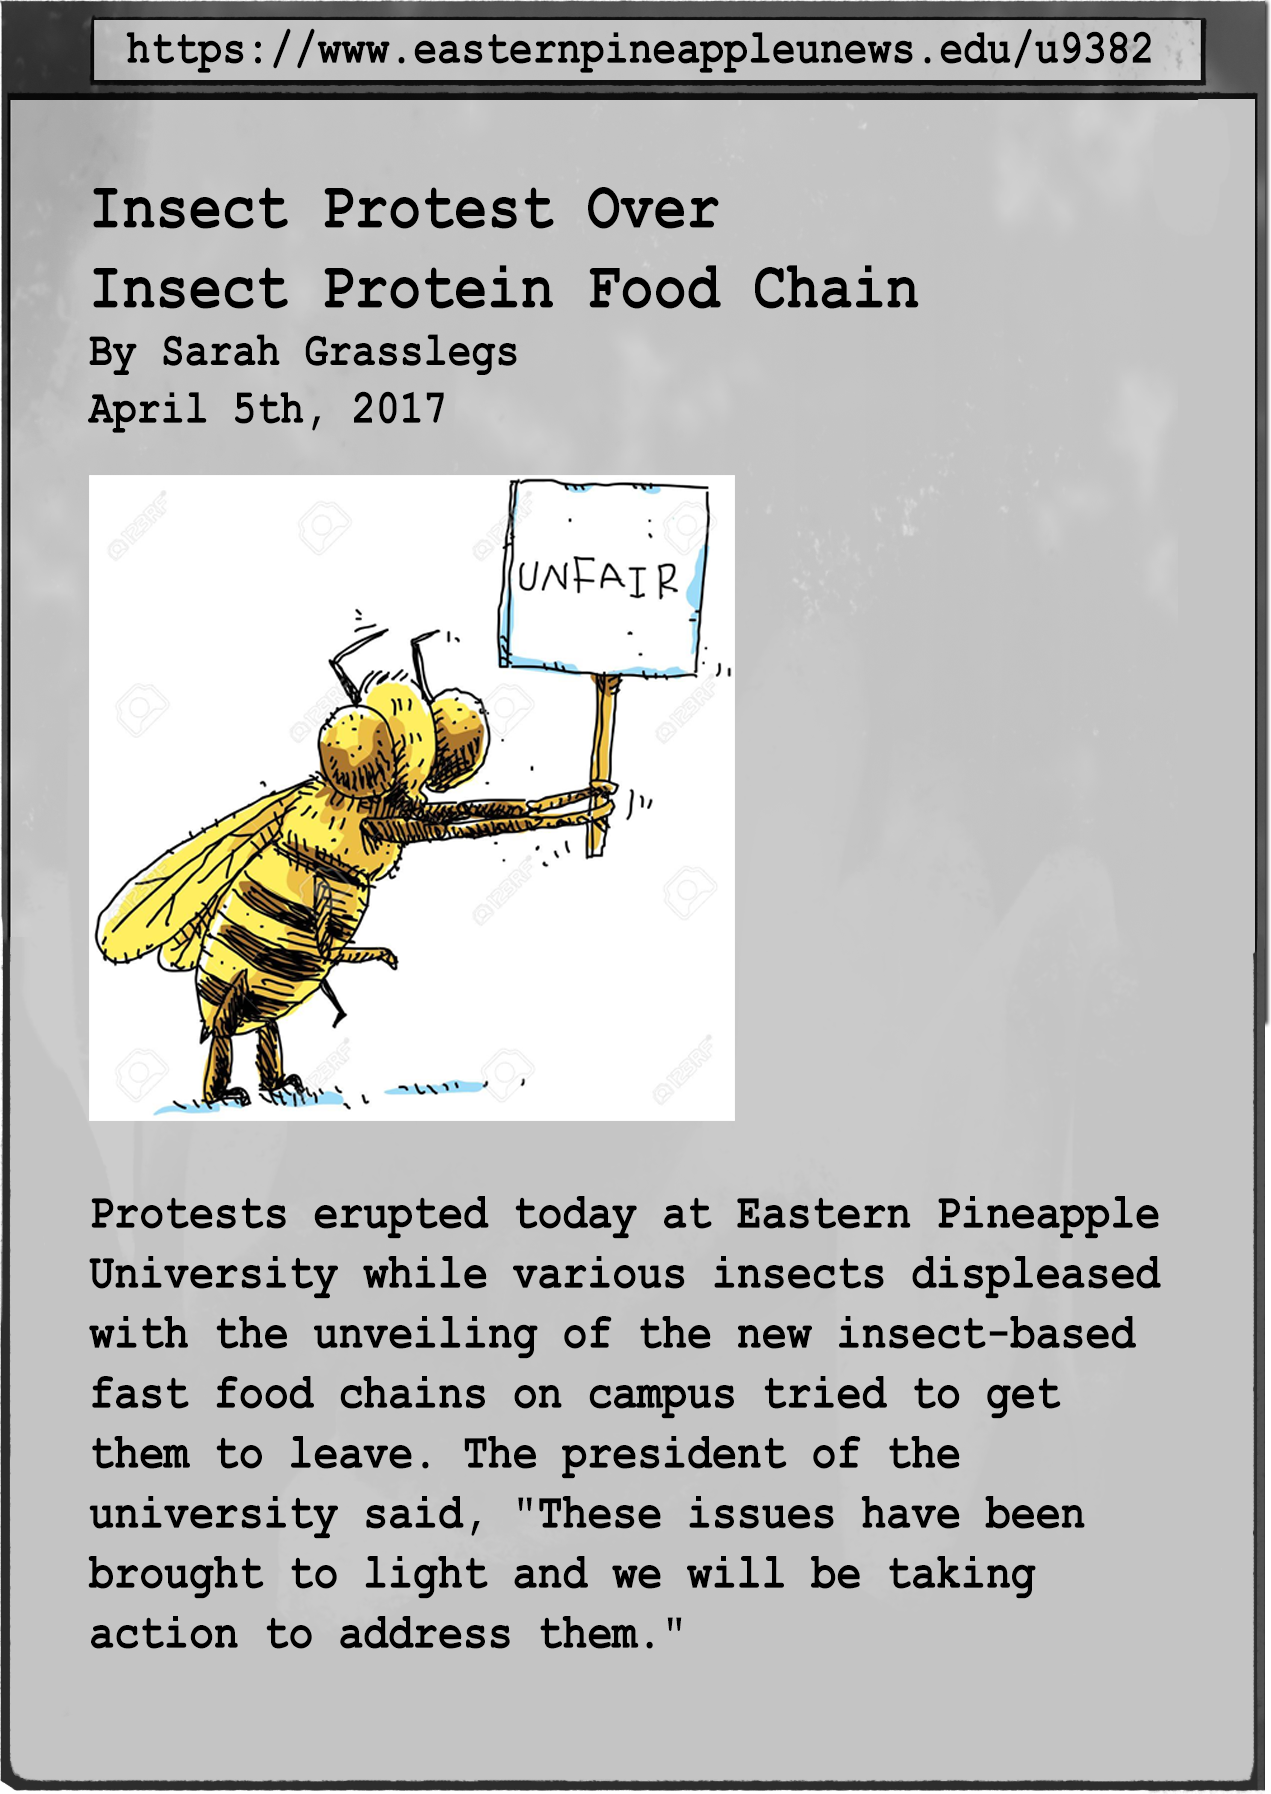 https://www.easternpineappleunews.edu/u9382
Insect Protest Over
Insect Protein Food Chain
By Sarah Grasslegs
April 5th, 2017
UNFAIR
Protests erupted today at Eastern Pineapple
University while various insects displeased
with the unveiling of the new insect-based
fast food chains on campus tried to get
them to leave. The president of the
university said, "These issues have been
brought to light and we will be taking
action to address them."